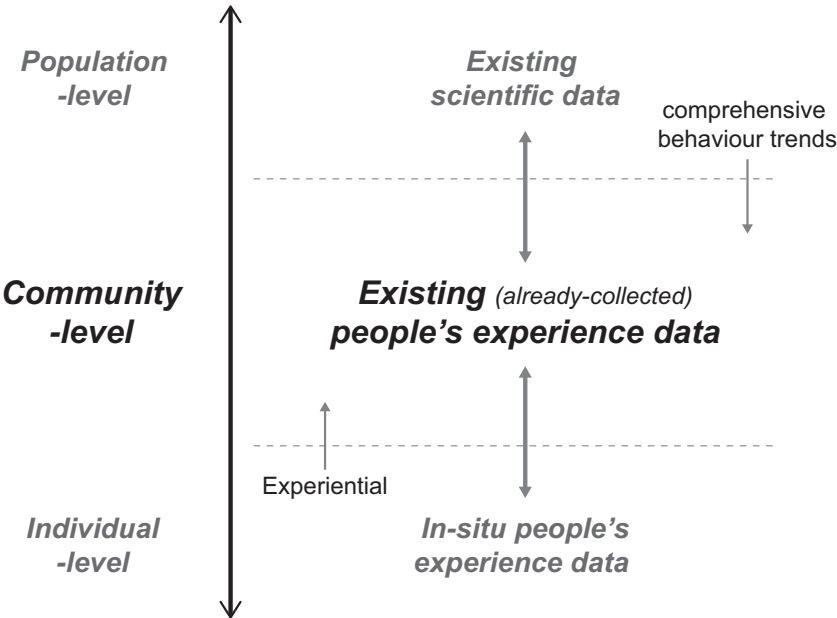 Population
-level
Existing
scientific data
comprehensive
behaviour trends
Community
-level
Existing (already-collected)
people’s experience data
Experiential
Individual
-level
In-situ people’s
experience data